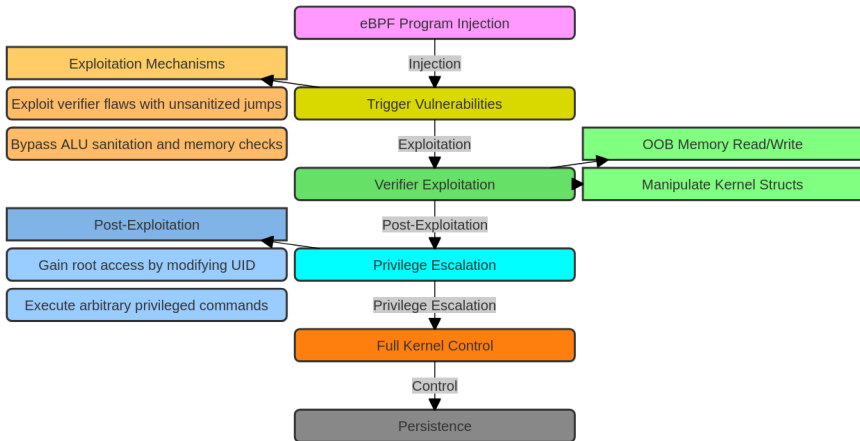 eBPF Program Injection
Injection
Exploitation Mechanisms
Exploit verifier flaws with unsanitized jumps
Bypass ALU sanitation and memory checks
Trigger Vulnerabilities
Exploitation
OOB Memory Read/Write
Manipulate Kernel Structs
Verifier Exploitation
Post-Exploitation
Post-Exploitation
Gain root access by modifying UID
Execute arbitrary privileged commands
Privilege Escalation
Privilege Escalation
Full Kernel Control
Control
Persistence